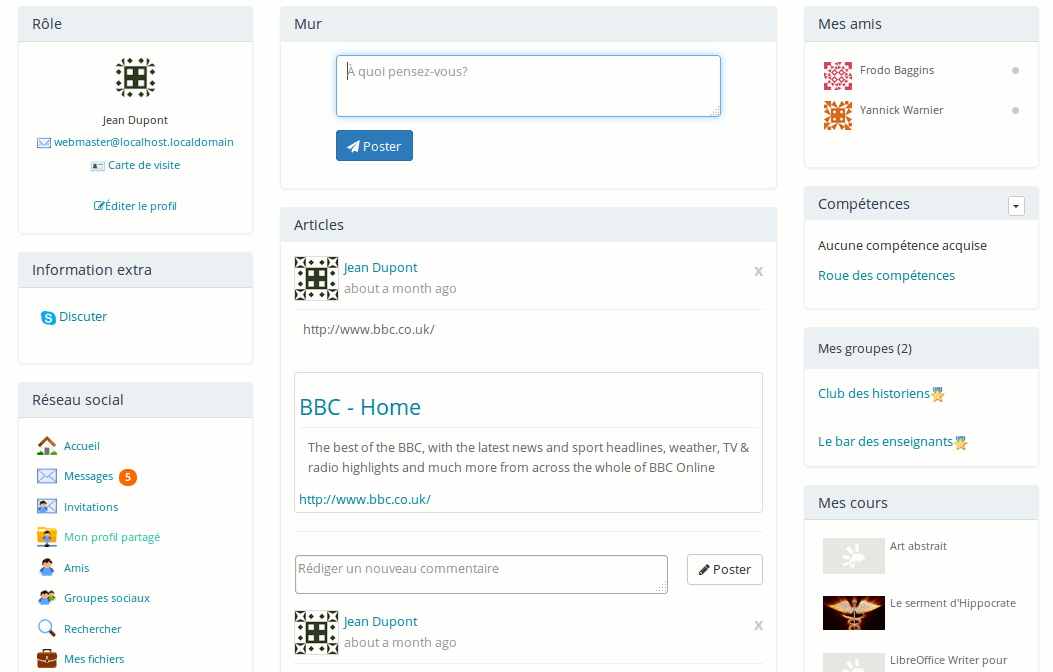 Rôle
Jean Dupont
webmaster@localhost.localdomain
Carte de visite
Éditer le profil
Information extra
Discuter
Réseau social
Accueil
Messages 5
Invitations
Mon profil partagé
Amis
Groupes sociaux
Rechercher
Mes fichiers
Mur
À quoi pensez-vous?
Poster
Articles
Jean Dupont
x
about a month ago
http://www.bbc.co.uk/
BBC - Home
The best of the BBC, with the latest news and sport headlines, weather, TV &
radio highlights and much more from across the whole of BBC Online
http://www.bbc.co.uk/
Rédiger un nouveau commentaire
Poster
Jean Dupont
x
about a month ago
Mes amis
Frodo Baggins
Yannick Warnier
Compétences
Aucune compétence acquise
Roue des compétences
Mes groupes (2)
Club des historiens
Le bar des enseignants
Mes cours
Art abstrait
Le serment d'Hippocrate
LibreOffice Writer pour